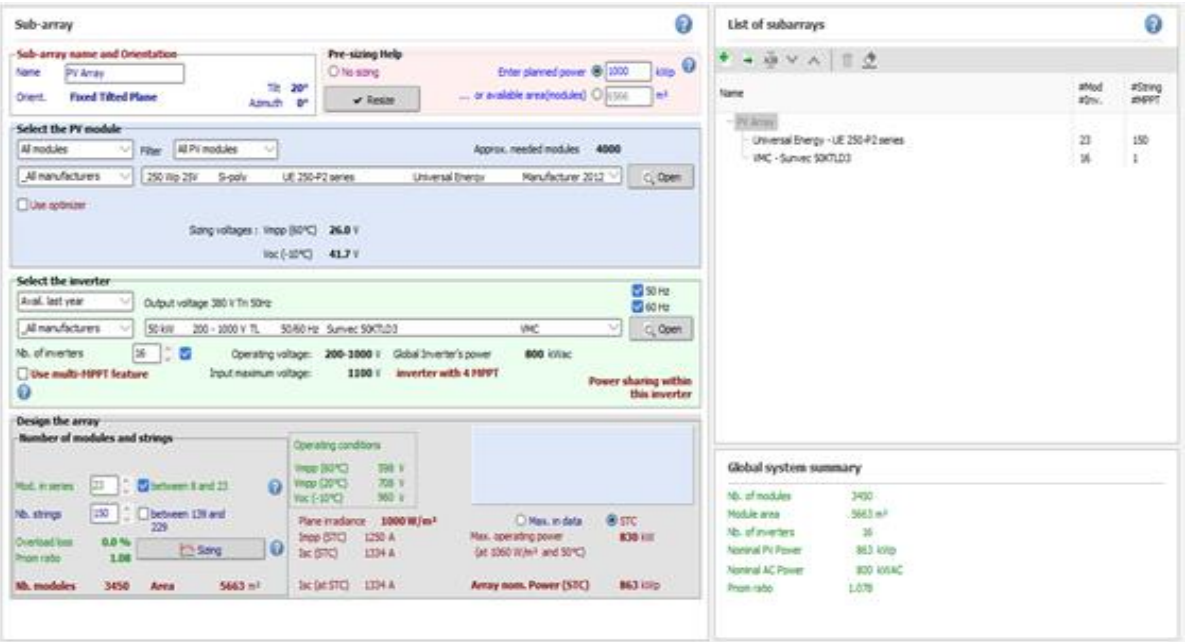 Sub-array
Sub-array name and Orientation
Name PV Array
Orient. Fixed Tilted Plane
Tilt 20°
Azimuth 0°
Pre-sizing Help
No sizing
Enter planned power 1000 kWp
✔ Resize
.... or available area(modules) 6566 m²
Select the PV module
All modules Filter All PV modules
Approx. needed modules 4000
_All manufacturers 250 Wp 25V Si-poly UE 250-P2 series Universal Energy Manufacturer 2012 Open
Use optimizer
Sizing voltages : Vmpp (60°C) 26.0 V
Voc (-10°C) 41.7 V
Select the inverter
Avail. last year Output voltage 380 V Tri 50Hz
50 Hz
60 Hz
_All manufacturers 50 kW 200 - 1000 V TL 50/60 Hz Sunvec 50KTLD3 VMC Open
Nb. of inverters 16
Operating voltage: 200-1000 V Global Inverter's power 800 kWac
Use multi-MPPT feature
Input maximum voltage: 1100 V inverter with 4 MPPT
Power sharing within
this inverter
Design the array
Number of modules and strings
Mod. in series 23 between 8 and 23
Nb. strings 150 between 139 and
229
Overload loss 0.0 %
Pnom ratio 1.08
Sizing
Nb. modules 3450 Area 5663 m²
Operating conditions
Vmpp (60°C) 598 V
Vmpp (20°C) 708 V
Voc (-10°C) 960 V
Plane irradiance 1000 W/m²
Impp (STC) 1250 A
Isc (STC) 1334 A
Isc (at STC) 1334 A
Max. in data STC
Max. operating power 830 kW
(at 1060 W/m² and 50°C)
Array nom. Power (STC) 863 kWp
List of subarrays
Name #Mod #String
#Inv. #MPPT
PV Array
Universal Energy - UE 250-P2 series 23 150
VMC - Sunvec 50KTLD3 16 1
Global system summary
Nb. of modules 3450
Module area 5663 m²
Nb. of inverters 16
Nominal PV Power 863 kWp
Nominal AC Power 800 kWAC
Pnom ratio 1.078